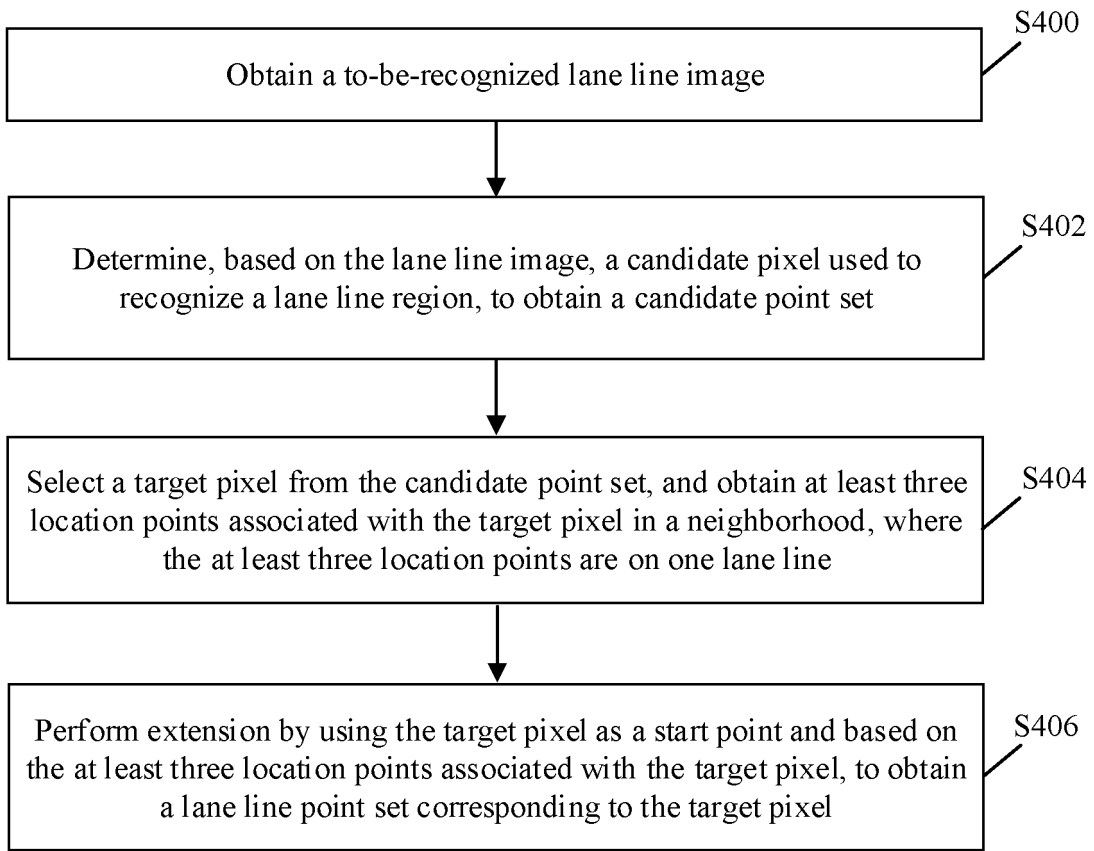 S400
Obtain a to-be-recognized lane line image
S402
Determine, based on the lane line image, a candidate pixel used to
recognize a lane line region, to obtain a candidate point set
S404
Select a target pixel from the candidate point set, and obtain at least three
location points associated with the target pixel in a neighborhood, where
the at least three location points are on one lane line
S406
Perform extension by using the target pixel as a start point and based on
the at least three location points associated with the target pixel, to obtain
a lane line point set corresponding to the target pixel